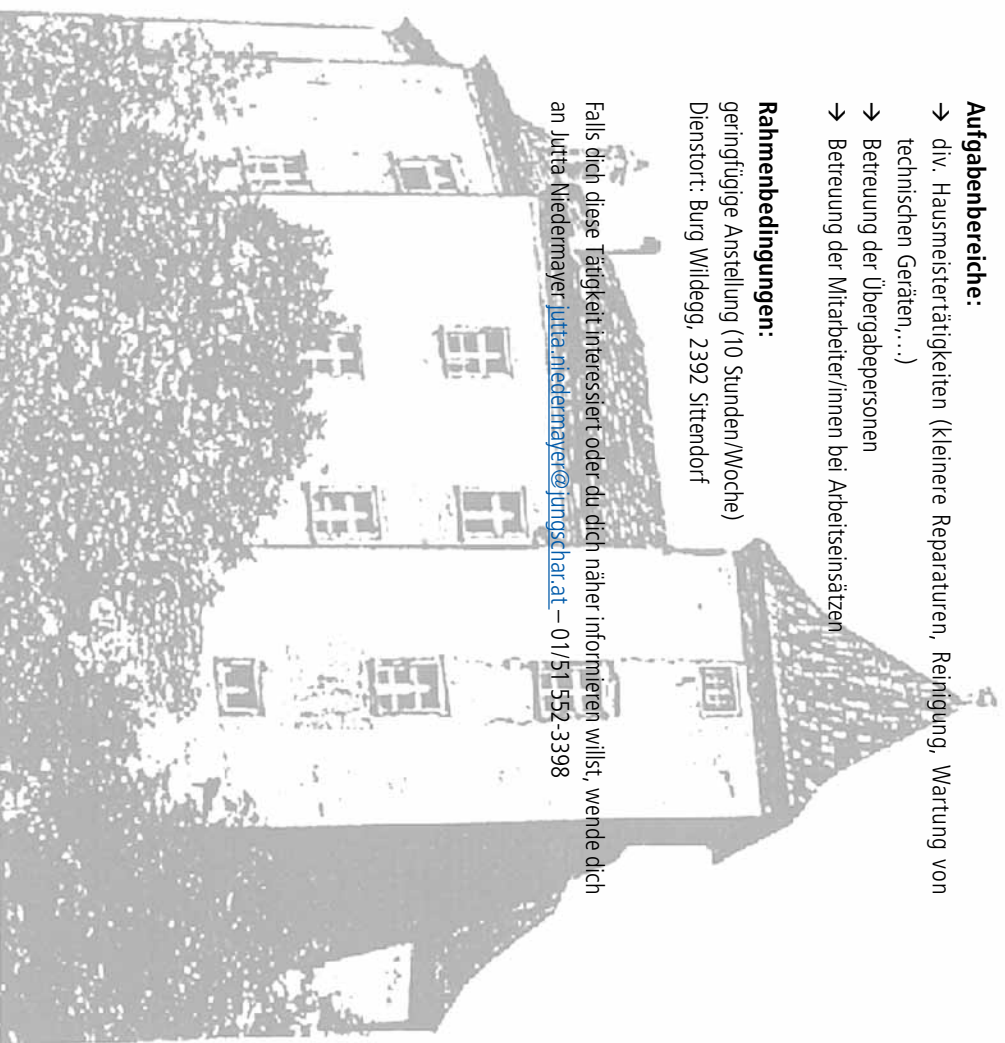 Aufgabenbereiche:
→ div. Hausmeistertätigkeiten (kleinere Reparaturen, Reinigung, Wartung von
technischen Geräten,…)
→ Betreuung der Übergabepersonen
→ Betreuung der Mitarbeiter/innen bei Arbeitseinsätzen
Rahmenbedingungen:
geringfügige Anstellung (10 Stunden/Woche)
Dienstort: Burg Wildegg, 2392 Sittendorf
Falls dich diese Tätigkeit interessiert oder du dich näher informieren willst, wende dich
an Jutta Niedermayer jutta.niedermayer@jungschar.at – 01/51 552-3398